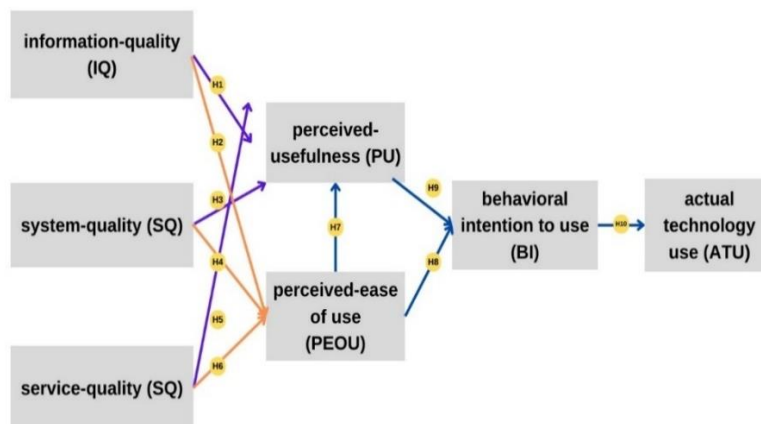 information-quality
(IQ)
H1
H2
perceived-
usefulness (PU)
system-quality (SQ)
H3
H4
H7
H9
H8
behavioral
intention to use
(BI)
H10
actual
technology
use (ATU)
perceived-ease
of use
(PEOU)
H5
H6
service-quality (SQ)